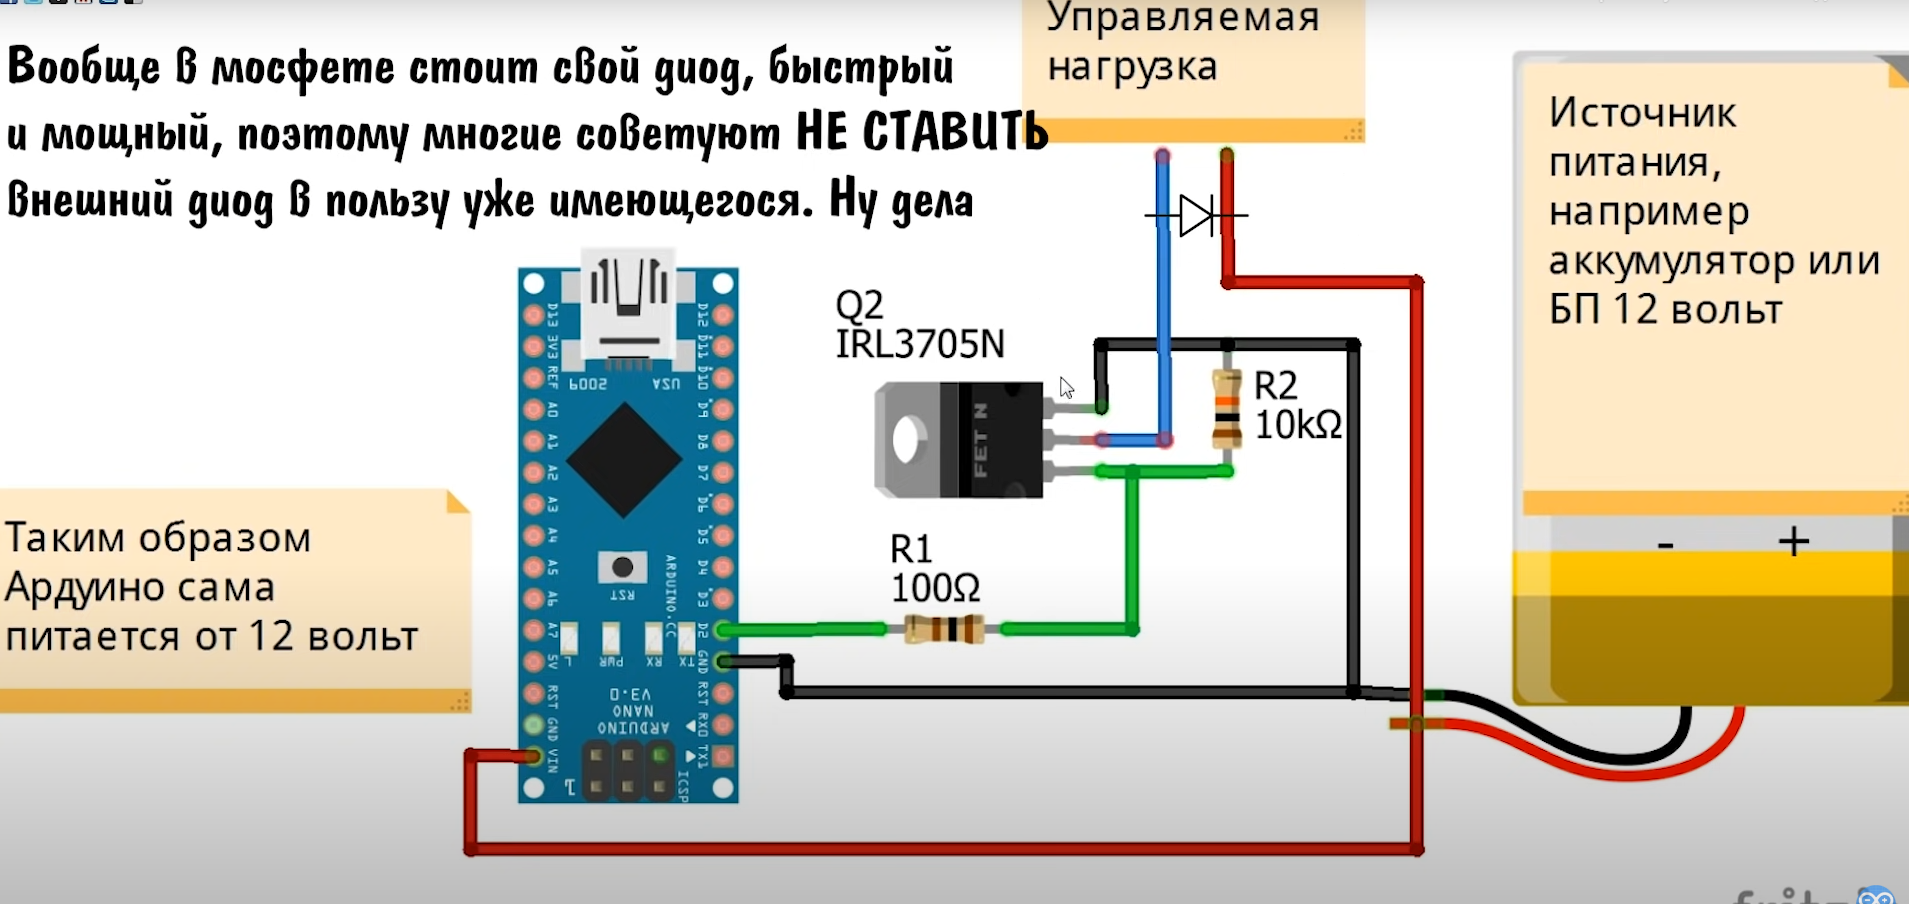 Вообще в мосфете стоит свой диод, быстрый
и мощный, поэтому многие советуют НЕ СТАВИТЬ
внешний диод в пользу уже имеющегося. Ну дела
Управляемая
нагрузка
Источник
питания,
например
аккумулятор или
БП 12 вольт
- +
Q2
IRL3705N
FET N
R2
10kΩ
R1
100Ω
Таким образом
Ардуино сама
питается от 12 вольт
D13
3V3
REF
A0
A1
A2
A3
A4
A5
A6
A7
5V
RST
GND
VIN
D12
D11
D10
D9
D8
D7
D6
D5
D4
D3
D2
GND
RST
RX0
TX1
USA
2009
RST
ARDUINO.CC
TX RX PWR L
ARDUINO
NANO
V3.0
ICSP
1